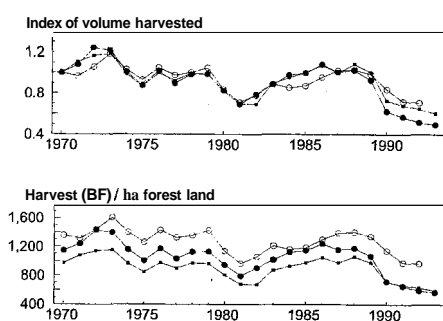 Index of volume harvested
1.2
0.8
0.4
1970 1975 1980 1985 1990
Harvest (BF) / ha forest land
1,600
1,200
800
400
1970 1975 1980 1985 1990